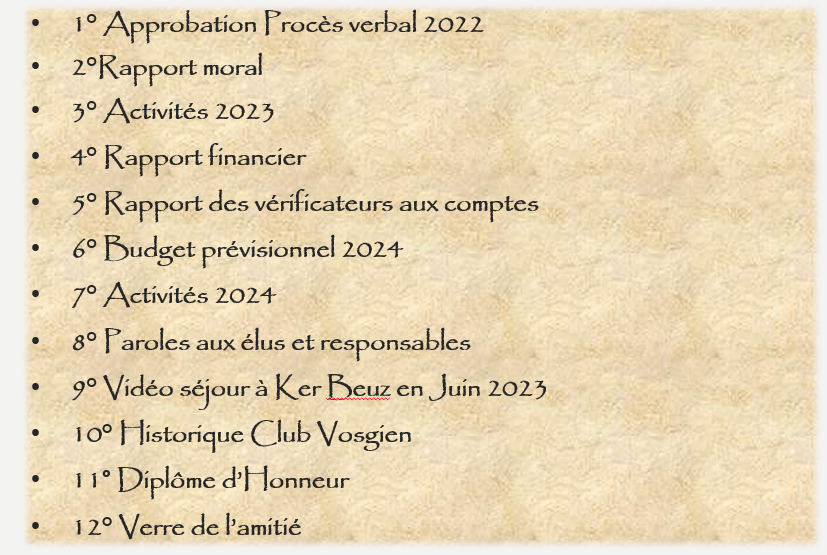 • 1° Approbation Procès verbal 2022
• 2°Rapport moral
• 3° Activités 2023
• 4° Rapport financier
• 5° Rapport des vérificateurs aux comptes
• 6° Budget prévisionnel 2024
• 7° Activités 2024
• 8° Paroles aux élus et responsables
• 9° Vidéo séjour à Ker Beuz en Juin 2023
• 10° Historique Club Vosgien
• 11° Diplôme d'Honneur
• 12° Verre de l'amitié